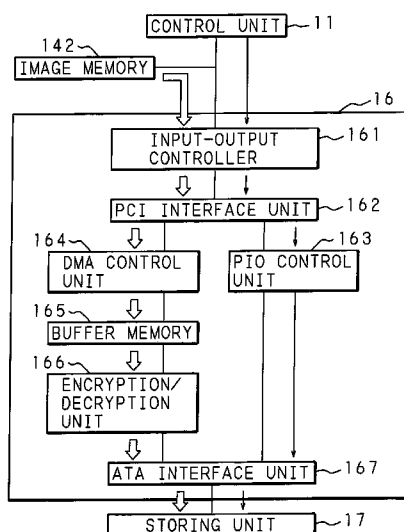 CONTROL UNIT 11
142
IMAGE MEMORY
16
INPUT-OUTPUT
CONTROLLER
161
PCI INTERFACE UNIT 162
164
163
DMA CONTROL
UNIT
PIO CONTROL
UNIT
165
BUFFER MEMORY
166
ENCRYPTION/
DECRYPTION
UNIT
ATA INTERFACE UNIT 167
STORING UNIT 17